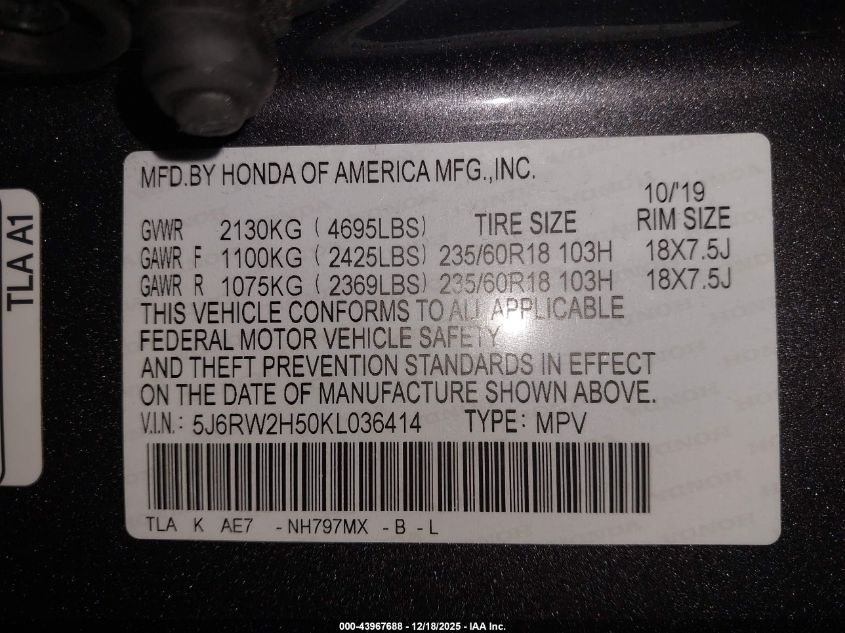 MFD.BY HONDA OF AMERICA MFG.,INC.
10/'19
GVWR 2130KG ( 4695LBS) TIRE SIZE RIM SIZE
GAWR F 1100KG ( 2425LBS) 235/60R18 103H 18X7.5J
GAWR R 1075KG ( 2369LBS) 235/60R18 103H 18X7.5J
THIS VEHICLE CONFORMS TO ALL APPLICABLE
FEDERAL MOTOR VEHICLE SAFETY
AND THEFT PREVENTION STANDARDS IN EFFECT
ON THE DATE OF MANUFACTURE SHOWN ABOVE.
V.I.N.: 5J6RW2H50KL036414 TYPE: MPV
TLA K AE7 -NH797MX -B -L
TLA A1
000-43967688 - 12/18/2025 - IAA Inc.